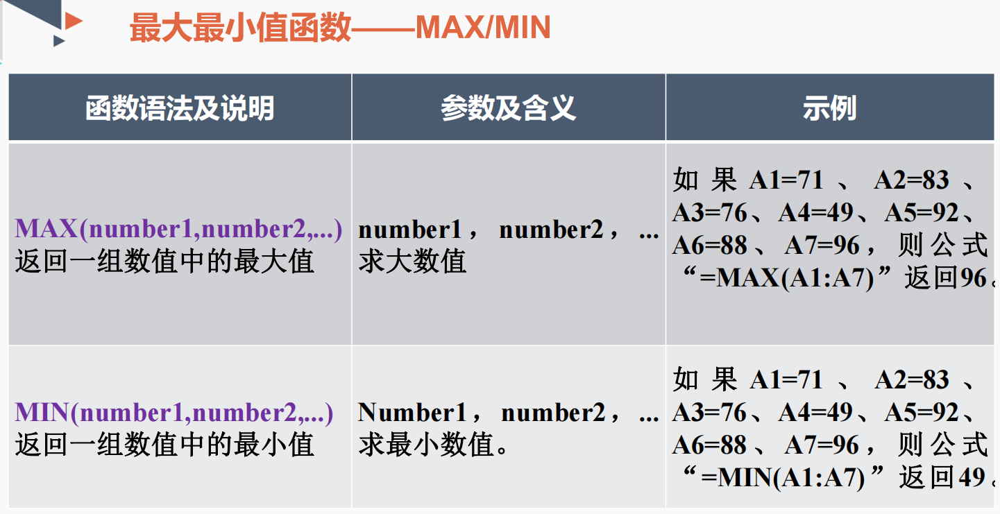 最大最小值函数——MAX/MIN
函数语法及说明
参数及含义
示例
MAX(number1,number2,...)
返回一组数值中的最大值
number1，number2，...
求大数值
如果A1=71、A2=83、
A3=76、A4=49、A5=92、
A6=88、A7=96，则公式
“=MAX(A1:A7)”返回96。
MIN(number1,number2,...)
返回一组数值中的最小值
Number1，number2，...
求最小数值。
如果A1=71、A2=83、
A3=76、A4=49、A5=92、
A6=88、A7=96，则公式
“=MIN(A1:A7)”返回49。